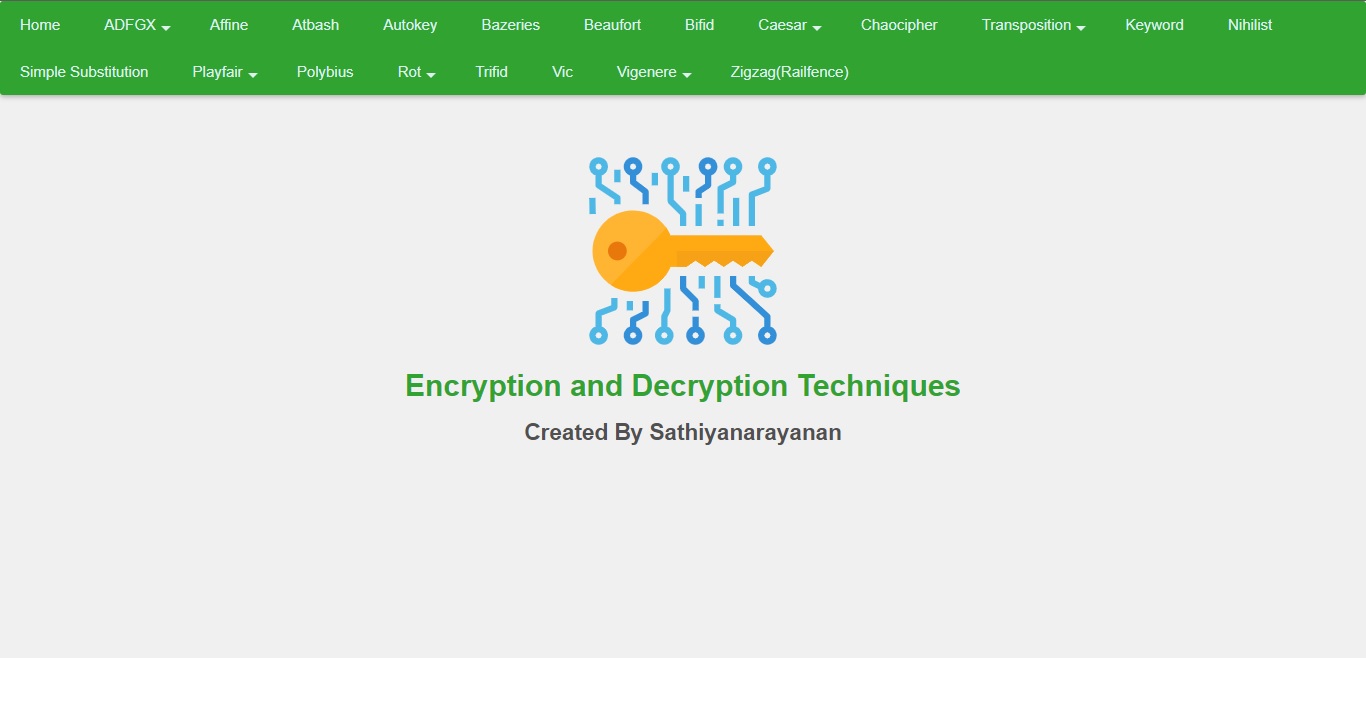 Home ADFGX Affine Atbash Autokey Bazeries Beaufort Bifid Caesar Chaocipher Transposition Keyword Nihilist
Simple Substitution Playfair Polybius Rot Trifid Vic Vigenere Zigzag(Railfence)
Encryption and Decryption Techniques
Created By Sathiyanarayanan